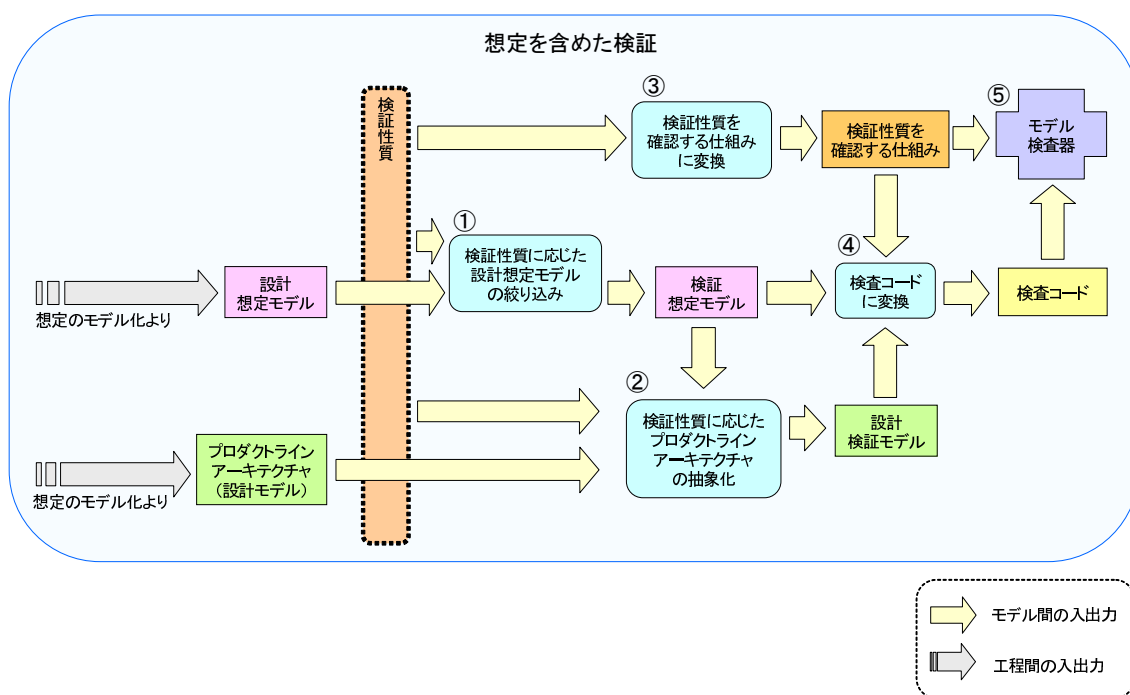 想定を含めた検証
検証性質
③
検証性質を
確認する仕組み
に変換
検証性質を
確認する仕組み
⑤
モデル
検査器
①
検証性質に応じた
設計想定モデル
の絞り込み
④
検査コード
に変換
設計
想定モデル
検証
想定モデル
検査コード
想定のモデル化より
②
検証性質に応じた
プロダクトライン
アーキテクチャ
の抽象化
設計
検証モデル
プロダクトライン
アーキテクチャ
（設計モデル）
想定のモデル化より
モデル間の入出力
工程間の入出力